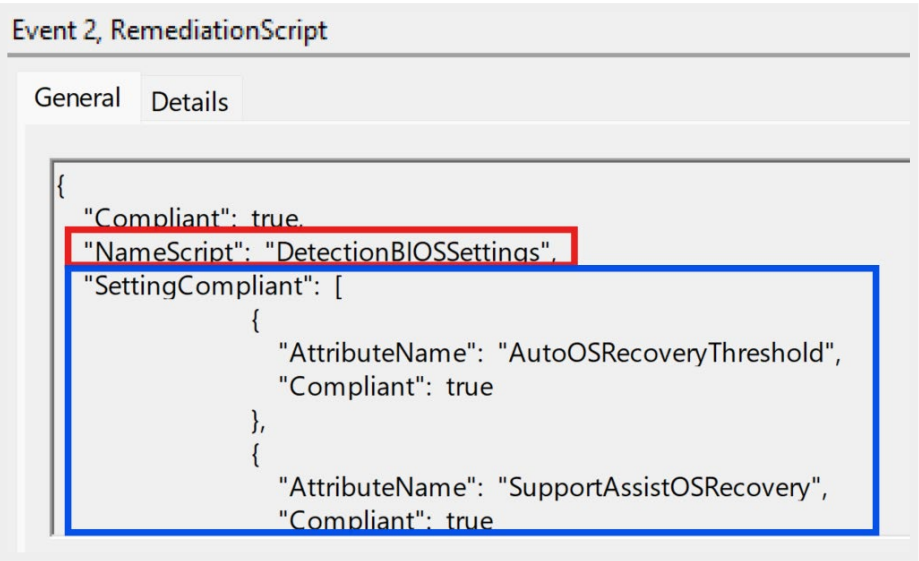 Event 2, RemediationScript
General Details
{
"Compliant": true,
"NameScript": "DetectionBIOSSettings",
"SettingCompliant": [
{
"AttributeName": "AutoOSRecoveryThreshold",
"Compliant": true
},
{
"AttributeName": "SupportAssistOSRecovery",
"Compliant": true